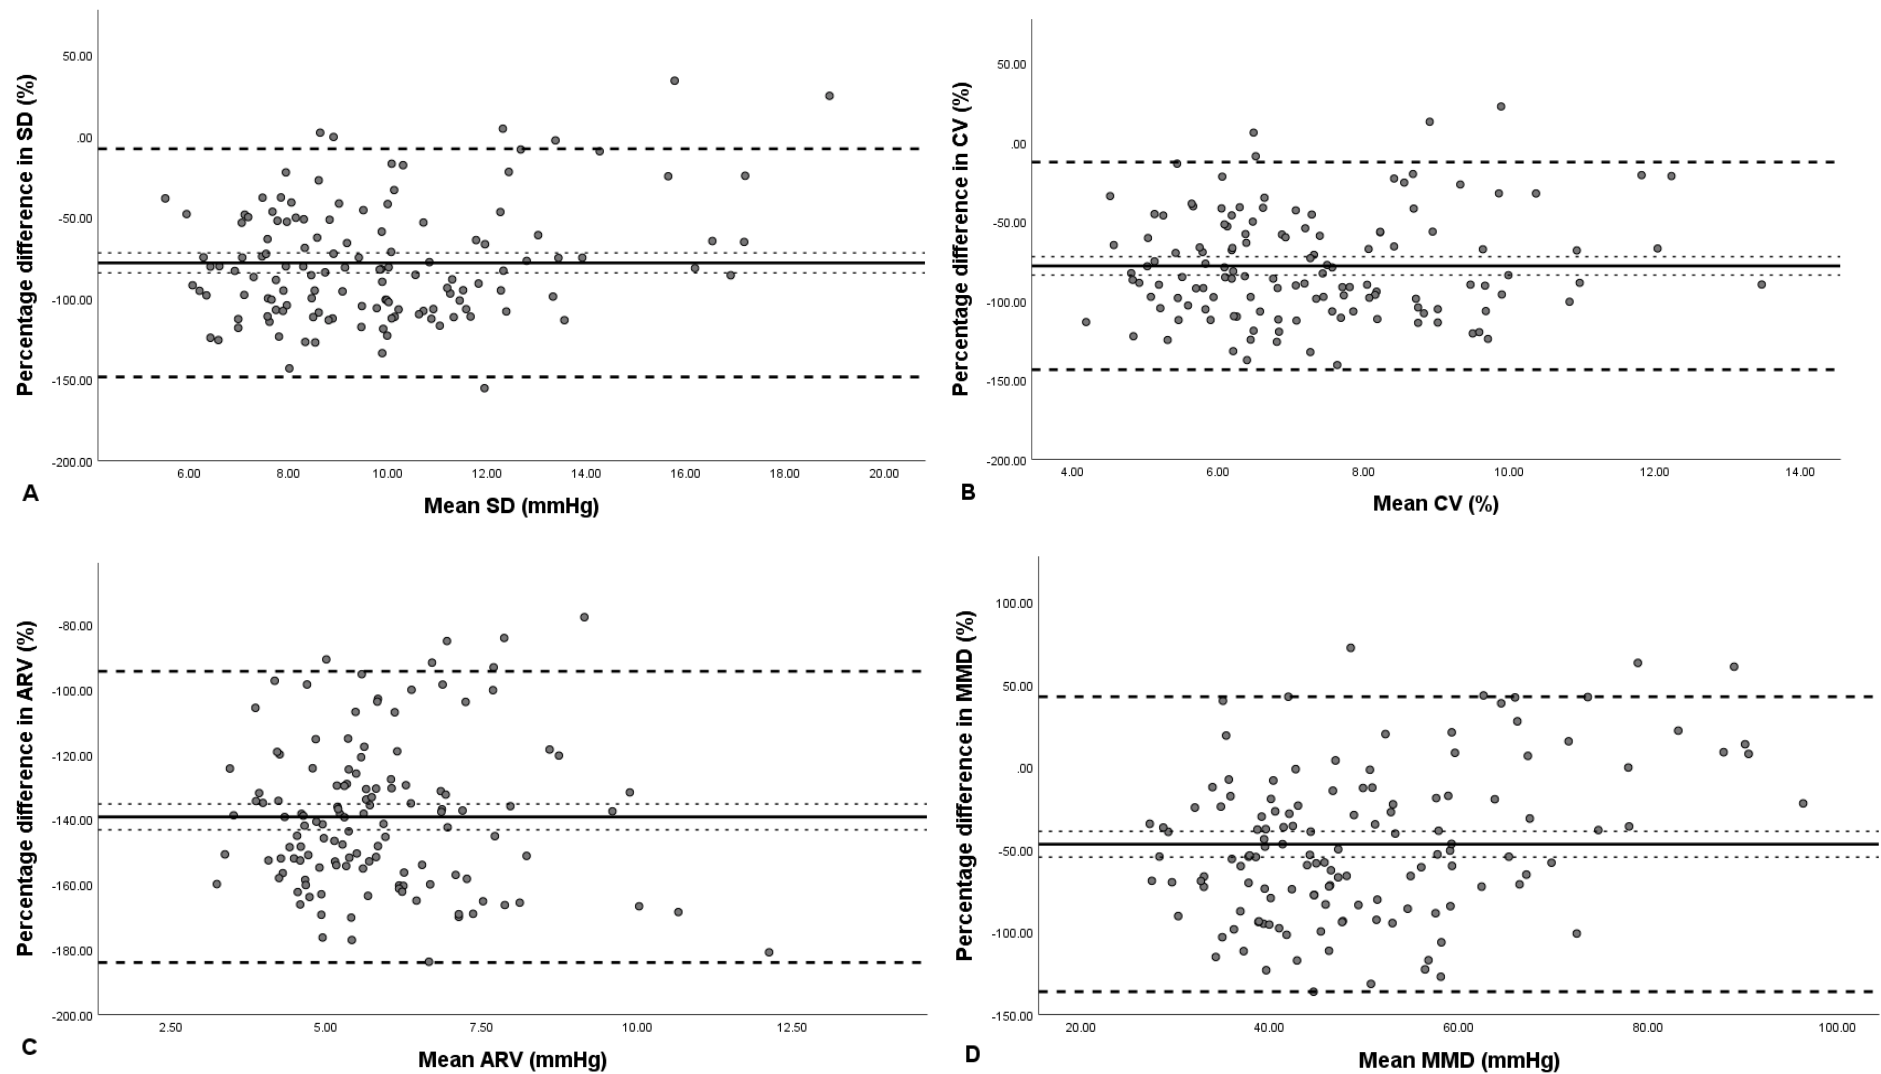 Percentage difference in SD (%)
50.00
.00
-50.00
-100.00
-150.00
-200.00
6.00 8.00 10.00 12.00 14.00 16.00 18.00 20.00
A
Mean SD (mmHg)
Percentage difference in CV (%)
50.00
.00
-50.00
-100.00
-150.00
-200.00
4.00 6.00 8.00 10.00 12.00 14.00
B
Mean CV (%)
Percentage difference in ARV (%)
-80.00
-100.00
-120.00
-140.00
-160.00
-180.00
-200.00
2.50 5.00 7.50 10.00 12.50
C
Mean ARV (mmHg)
Percentage difference in MMD (%)
100.00
50.00
.00
-50.00
-100.00
-150.00
20.00 40.00 60.00 80.00 100.00
D
Mean MMD (mmHg)